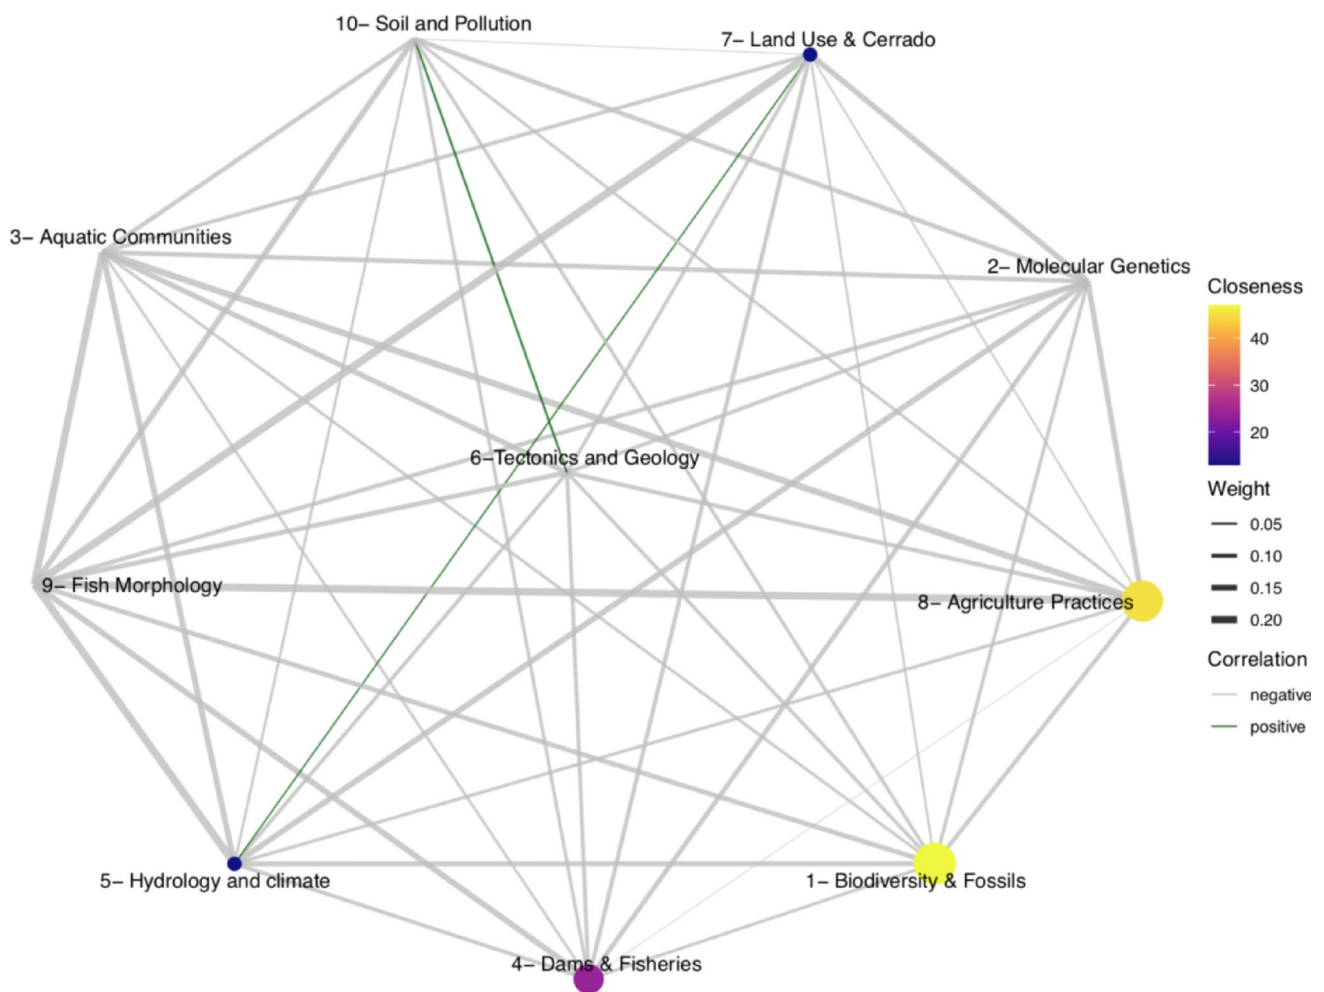 10– Soil and Pollution
7– Land Use & Cerrado
3– Aquatic Communities
2– Molecular Genetics
6–Tectonics and Geology
9– Fish Morphology
8– Agriculture Practices
5– Hydrology and climate
1– Biodiversity & Fossils
4– Dams & Fisheries
Closeness
40
30
20
Weight
0.05
0.10
0.15
0.20
Correlation
negative
positive